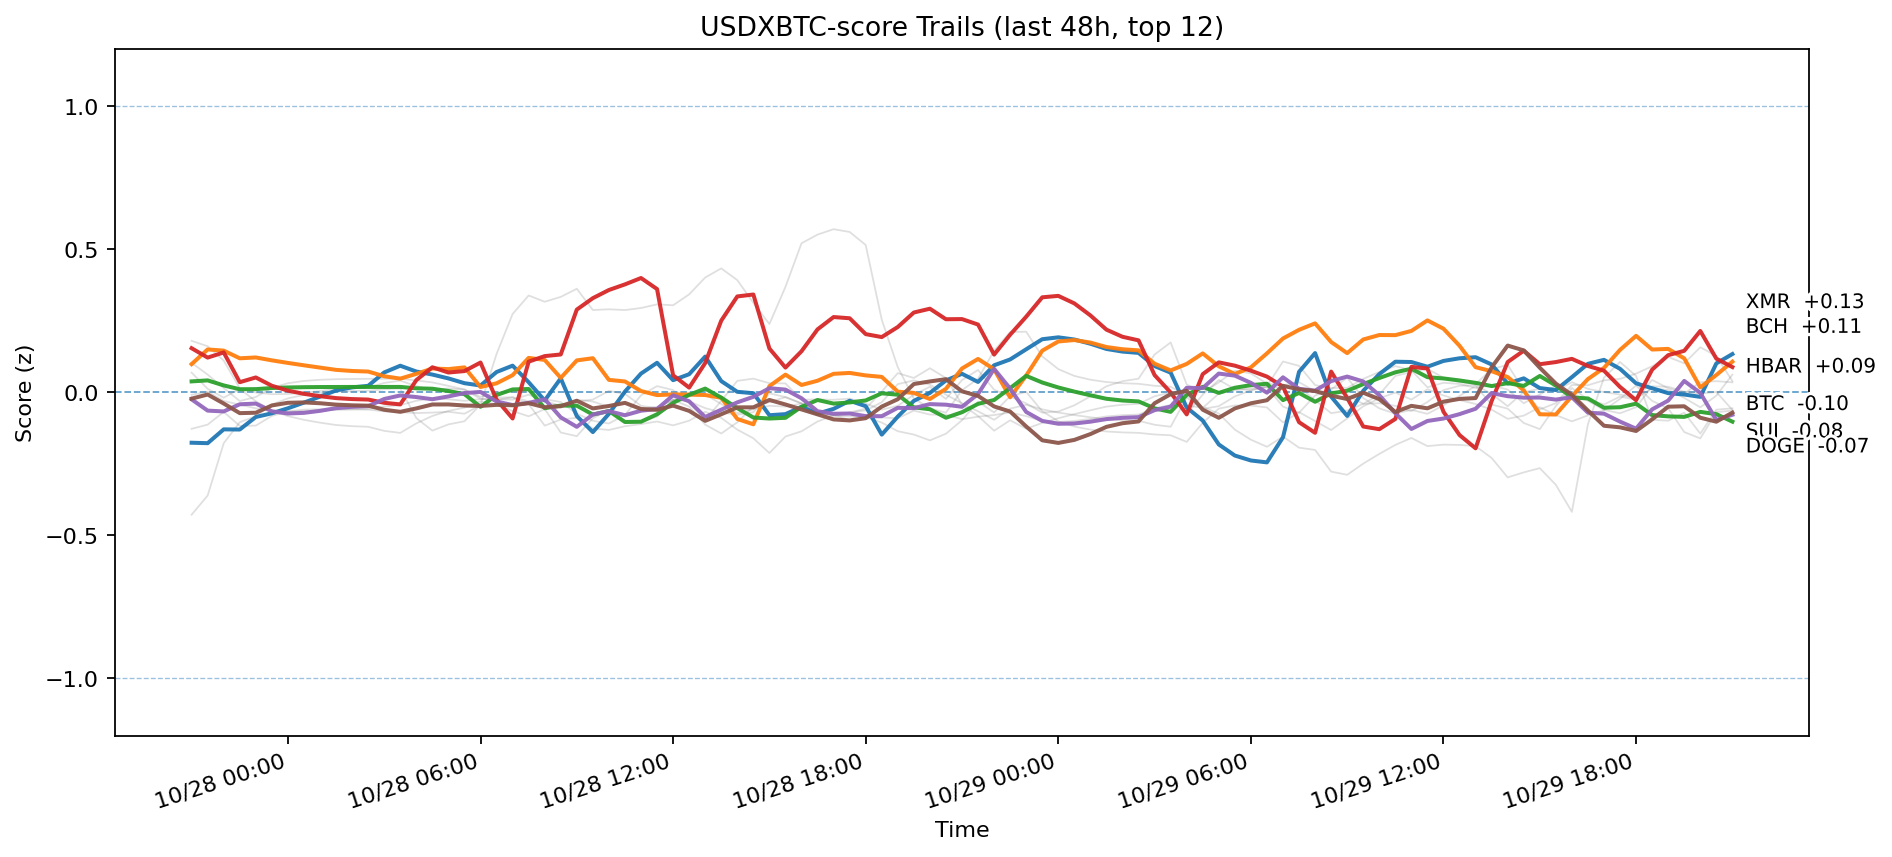 USDXBTC-score Trails (last 48h, top 12)
Score (z)
1.0
0.5
0.0
−0.5
−1.0
XMR +0.13
BCH +0.11
HBAR +0.09
BTC -0.10
SUI -0.08
DOGE -0.07
10/28 00:00
10/28 06:00
10/28 12:00
10/28 18:00
10/29 00:00
10/29 06:00
10/29 12:00
10/29 18:00
Time